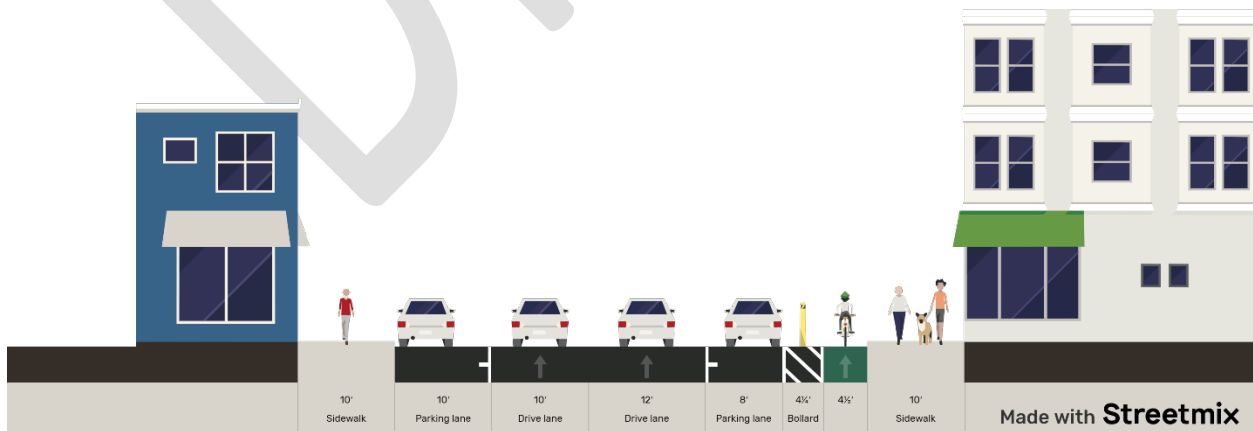 10' 10' 10' 12' 8' 4¼' 4½' 10'
Sidewalk Parking lane Drive lane Drive lane Parking lane Bollard Sidewalk
Made with Streetmix